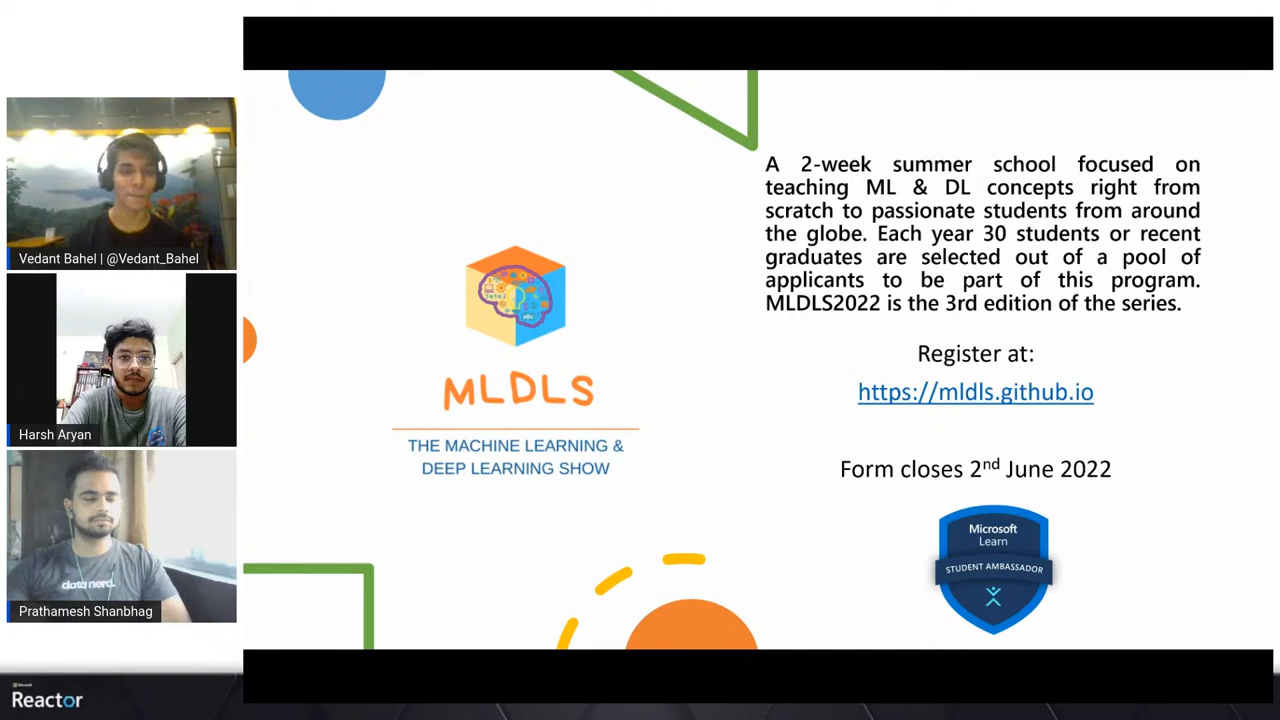 Vedant Bahel | @Vedant_Bahel
Harsh Aryan
data nerd.
Prathamesh Shanbhag
Microsoft
Reactor
MLDLS
THE MACHINE LEARNING &
DEEP LEARNING SHOW
A 2-week summer school focused on
teaching ML & DL concepts right from
scratch to passionate students from around
the globe. Each year 30 students or recent
graduates are selected out of a pool of
applicants to be part of this program.
MLDLS2022 is the 3rd edition of the series.
Register at:
https://mldls.github.io
Form closes 2nd June 2022
Microsoft
Learn
STUDENT AMBASSADOR